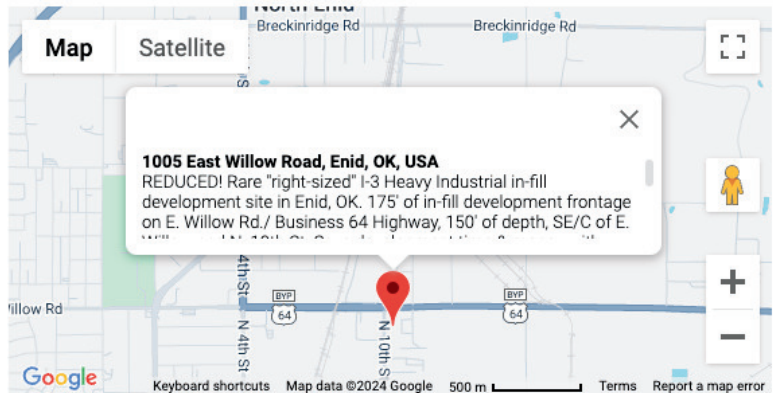 North Enid
Breckinridge Rd
Breckinridge Rd
Map
Satellite
1005 East Willow Road, Enid, OK, USA
REDUCED! Rare "right-sized" I-3 Heavy Industrial in-fill
development site in Enid, OK. 175' of in-fill development frontage
on E. Willow Rd./ Business 64 Highway, 150' of depth, SE/C of E.
4th St
Willow Rd
BYP
64
BYP
64
N 4th St
N 10th S
Google
Keyboard shortcuts
Map data ©2024 Google
500 m
Terms
Report a map error